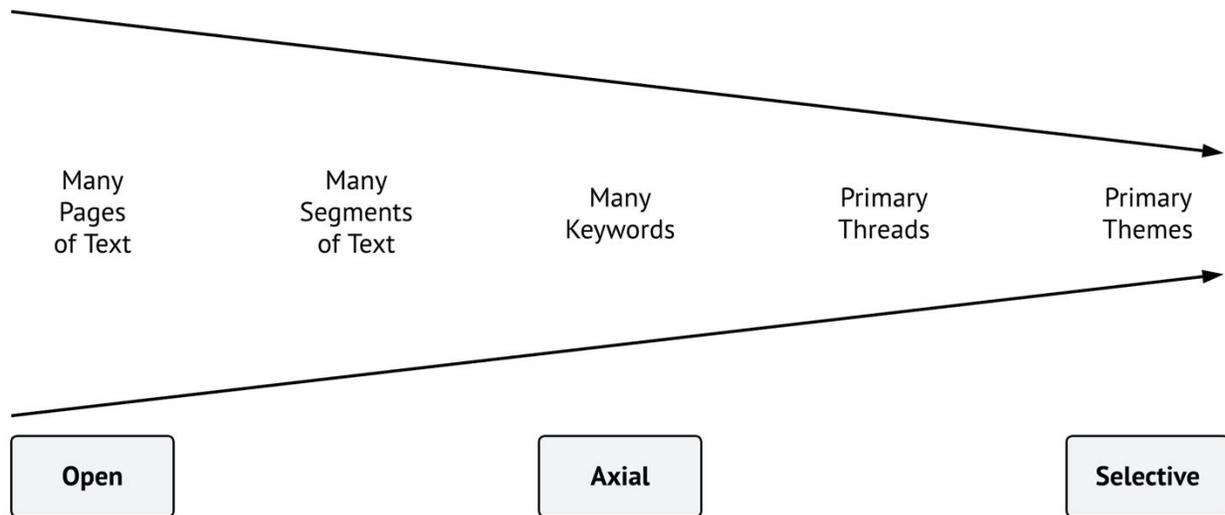 Many
Pages
of Text
Many
Segments
of Text
Many
Keywords
Primary
Threads
Primary
Themes
Open
Axial
Selective